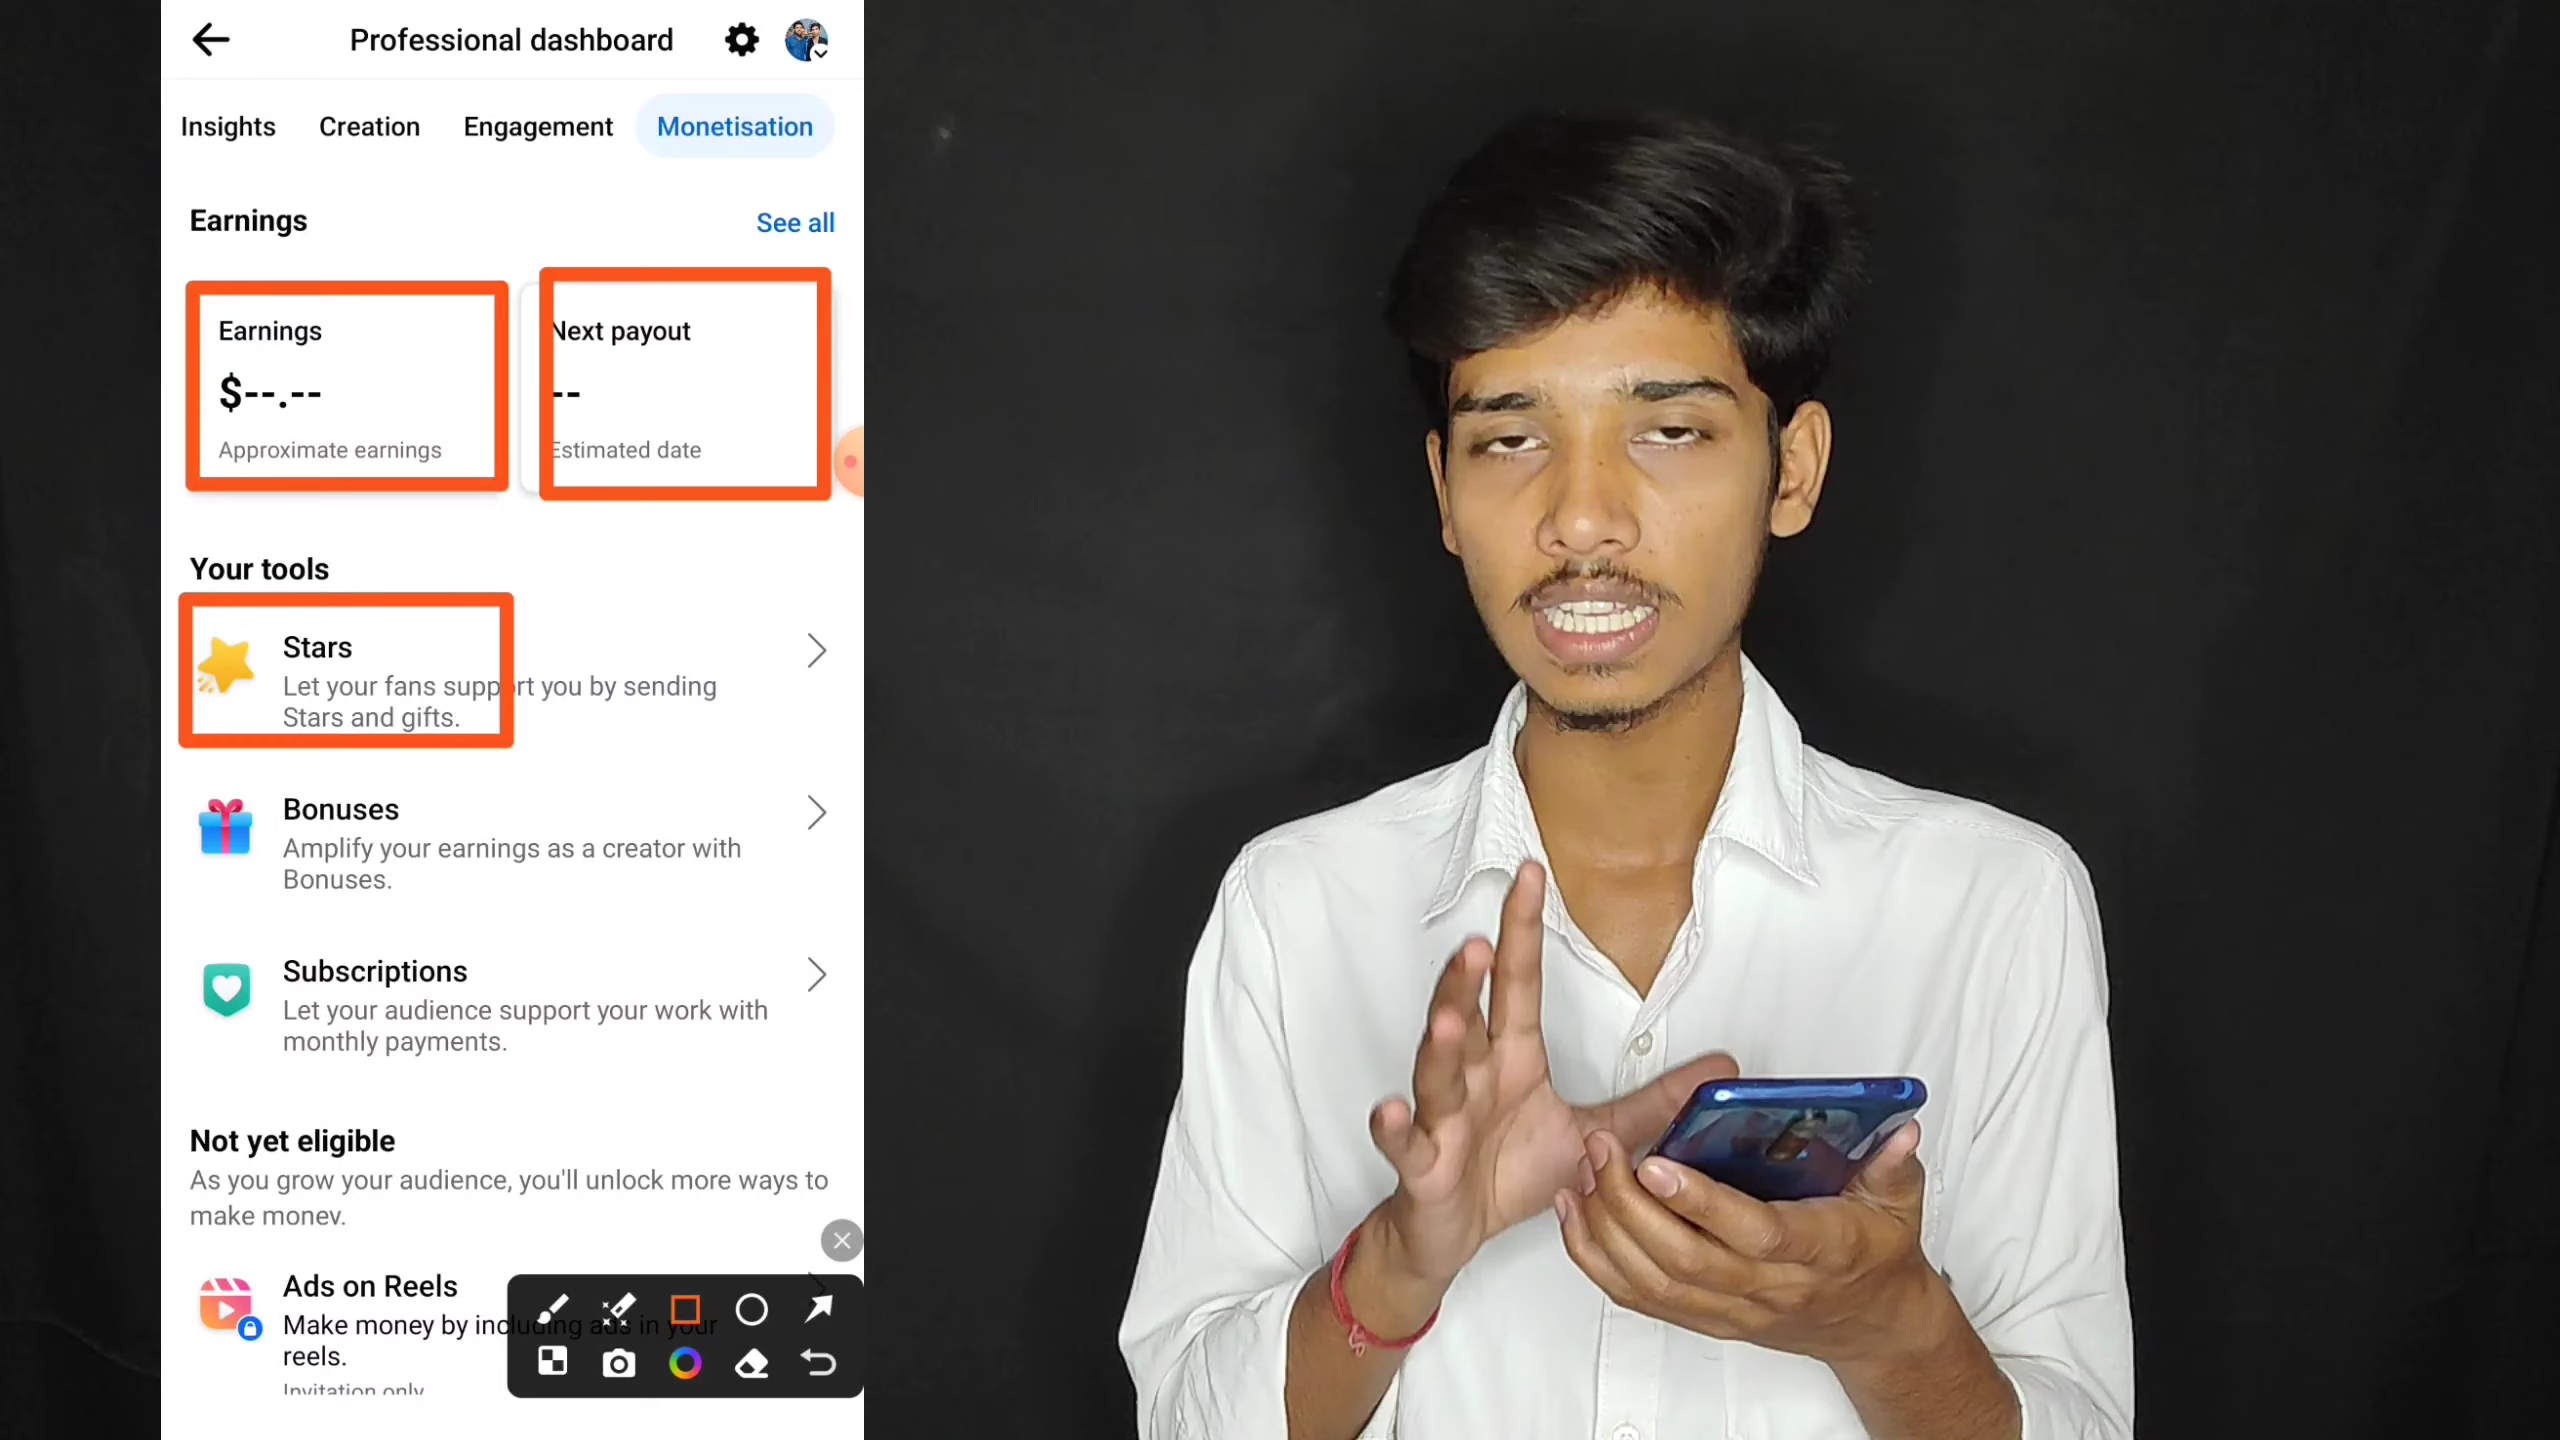 Professional dashboard
Insights Creation Engagement Monetisation
Earnings See all
Earnings
$--.--
Approximate earnings
Next payout
--
Estimated date
Your tools
Stars
Let your fans support you by sending
Stars and gifts.
Bonuses
Amplify your earnings as a creator with
Bonuses.
Subscriptions
Let your audience support your work with
monthly payments.
Not yet eligible
As you grow your audience, you'll unlock more ways to
make money.
Ads on Reels
Make money by including ads in your
reels.
Invitation only